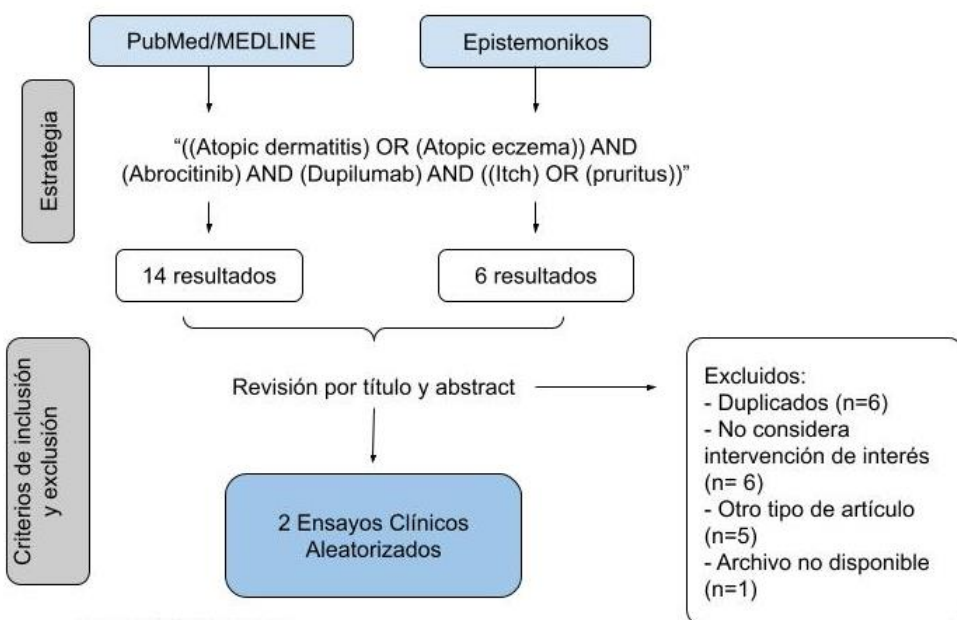 PubMed/MEDLINE
Epistemonikos
Estrategia
“((Atopic dermatitis) OR (Atopic eczema)) AND
(Abrocitinib) AND (Dupilumab) AND ((Itch) OR (pruritus))”
14 resultados
6 resultados
Criterios de inclusión
y exclusión
Revisión por título y abstract
Excluidos:
- Duplicados (n=6)
- No considera
intervención de interés
(n= 6)
- Otro tipo de artículo
(n=5)
- Archivo no disponible
(n=1)
2 Ensayos Clínicos
Aleatorizados